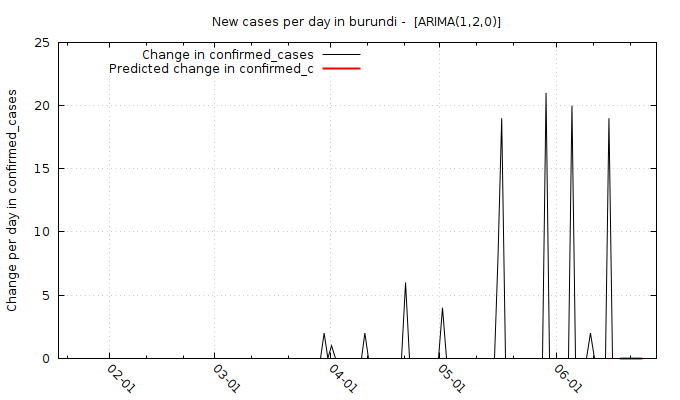 New cases per day in burundi -  [ARIMA(1,2,0)]
Change in confirmed_cases
Predicted change in confirmed_c
Change per day in confirmed_cases
25
20
15
10
5
0
02-01
03-01
04-01
05-01
06-01